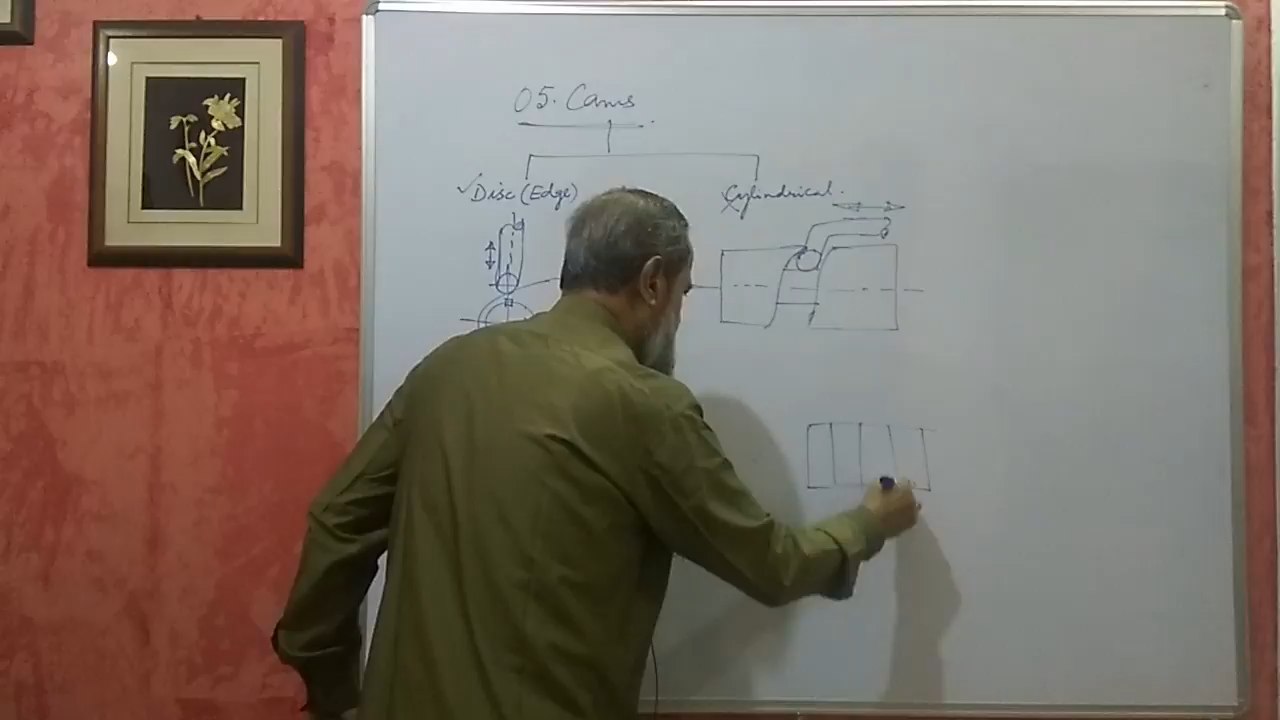 05. Cams
✓Disc (Edge)
Cylindrical.